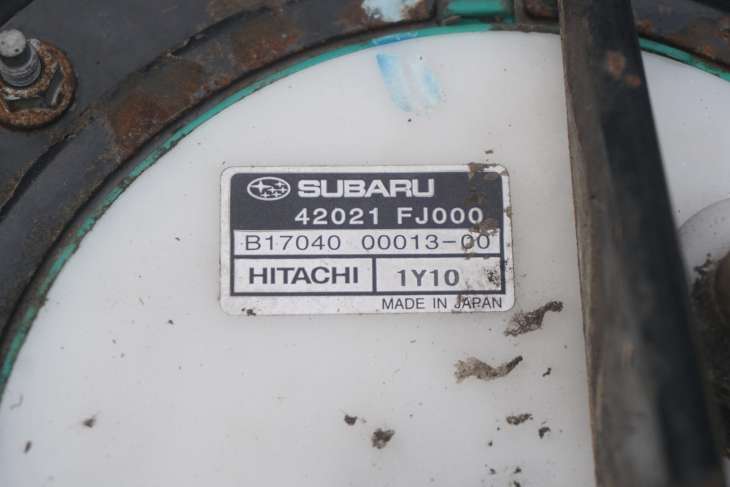 SUBARU
42021 FJ000
B17040 00013-00
HITACHI 1Y10
MADE IN JAPAN